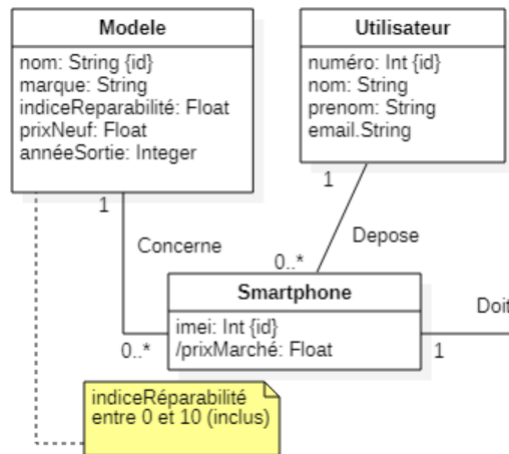 Modele
nom: String {id}
marque: String
indiceReparabilité: Float
prixNeuf: Float
annéeSortie: Integer
Utilisateur
numéro: Int {id}
nom: String
prenom: String
email.String
1
1
Concerne
Depose
0..*
Smartphone
imei: Int {id}
/prixMarché: Float
Doit
0..*
1
indiceRéparabilité
entre 0 et 10 (inclus)